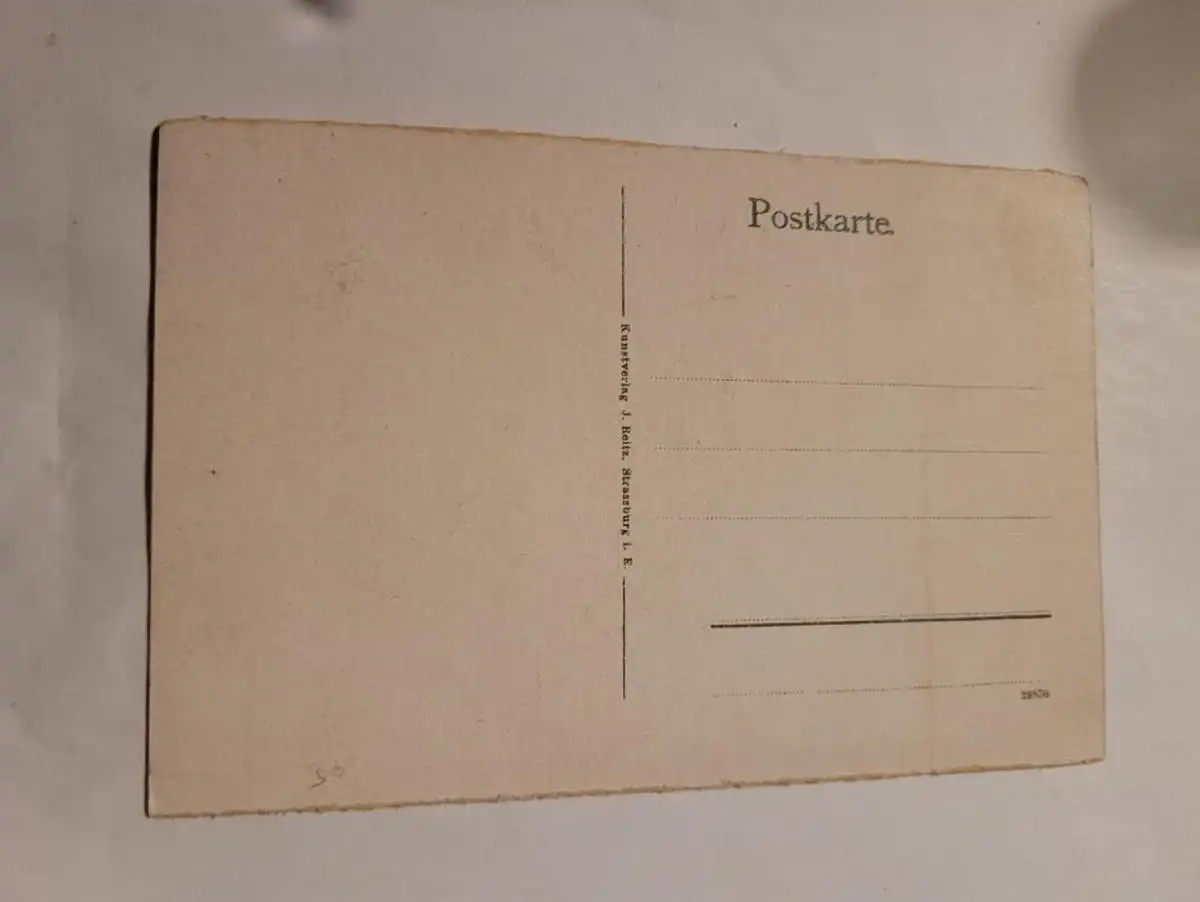 Postkarte.
Kunstverlag J. Reitz, Strassburg i. E.